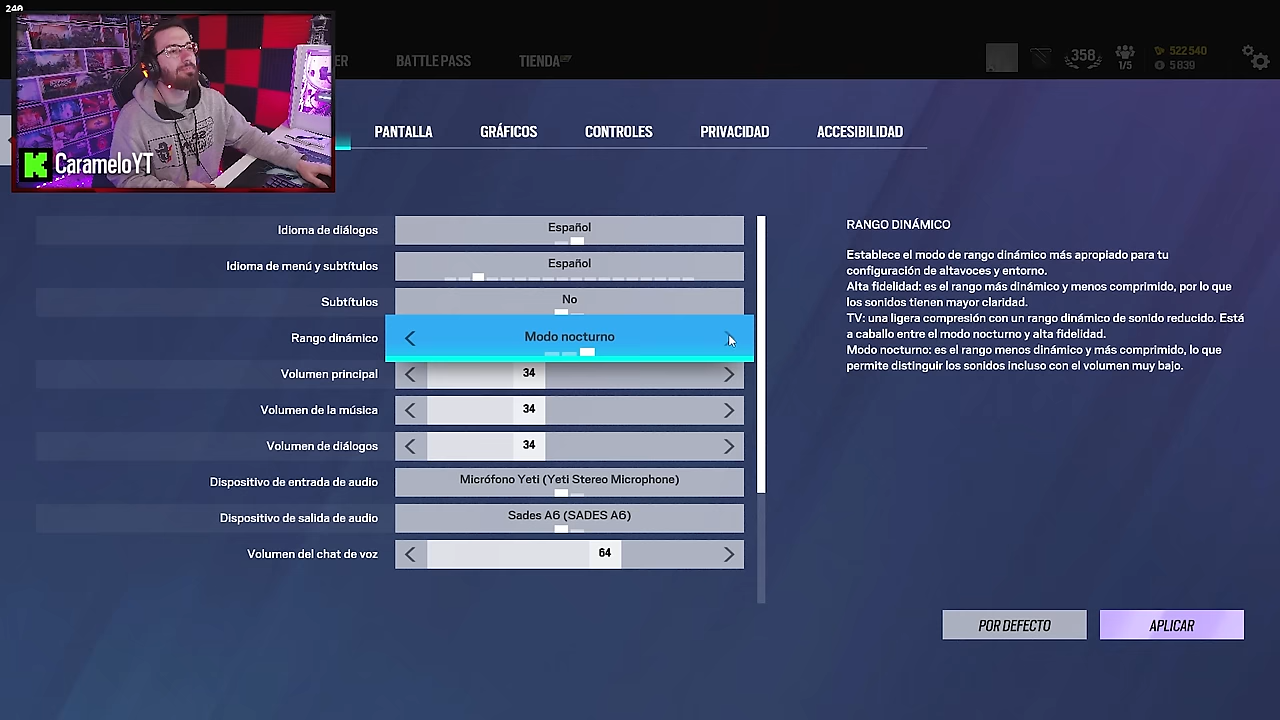 240
CarameloYT
BATTLE PASS
TIENDA
358
1/5
522 540
5 839
PANTALLA
GRÁFICOS
CONTROLES
PRIVACIDAD
ACCESIBILIDAD
Idioma de diálogos
Español
Idioma de menú y subtítulos
Español
Subtítulos
No
Rango dinámico
Modo nocturno
Volumen principal
34
Volumen de la música
34
Volumen de diálogos
34
Dispositivo de entrada de audio
Micrófono Yeti (Yeti Stereo Microphone)
Dispositivo de salida de audio
Sades A6 (SADES A6)
Volumen del chat de voz
64
RANGO DINÁMICO
Establece el modo de rango dinámico más apropiado para tu
configuración de altavoces y entorno.
Alta fidelidad: es el rango más dinámico y menos comprimido, por lo que
los sonidos tienen mayor claridad.
TV: una ligera compresión con un rango dinámico de sonido reducido. Está
a caballo entre el modo nocturno y alta fidelidad.
Modo nocturno: es el rango menos dinámico y más comprimido, lo que
permite distinguir los sonidos incluso con el volumen muy bajo.
POR DEFECTO
APLICAR